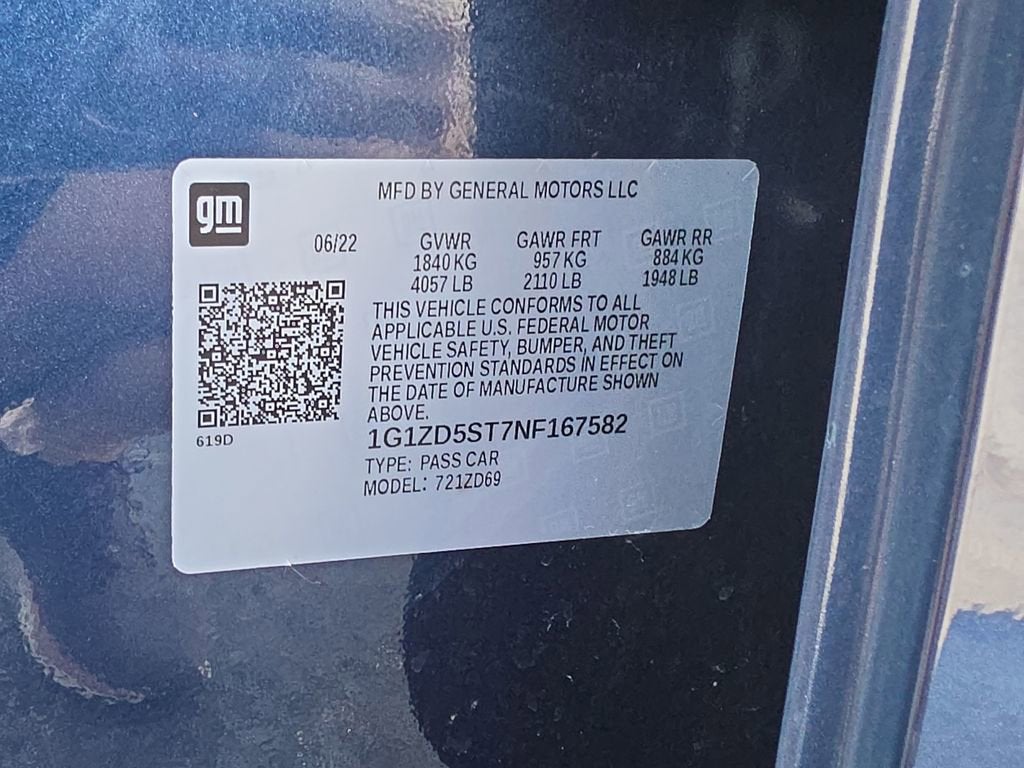 gm
MFD BY GENERAL MOTORS LLC
06/22 GVWR GAWR FRT GAWR RR
1840 KG 957 KG 884 KG
4057 LB 2110 LB 1948 LB
THIS VEHICLE CONFORMS TO ALL
APPLICABLE U.S. FEDERAL MOTOR
VEHICLE SAFETY, BUMPER, AND THEFT
PREVENTION STANDARDS IN EFFECT ON
THE DATE OF MANUFACTURE SHOWN
ABOVE.
619D
1G1ZD5ST7NF167582
TYPE: PASS CAR
MODEL: 721ZD69